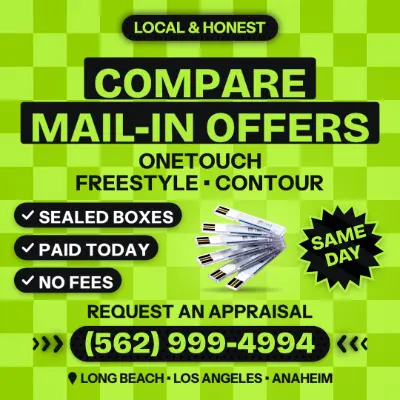 LOCAL & HONEST
COMPARE
MAIL-IN OFFERS
ONETOUCH
FREESTYLE • CONTOUR
SEALED BOXES
PAID TODAY
NO FEES
SAME
DAY
REQUEST AN APPRAISAL
(562) 999-4994
LONG BEACH • LOS ANGELES • ANAHEIM